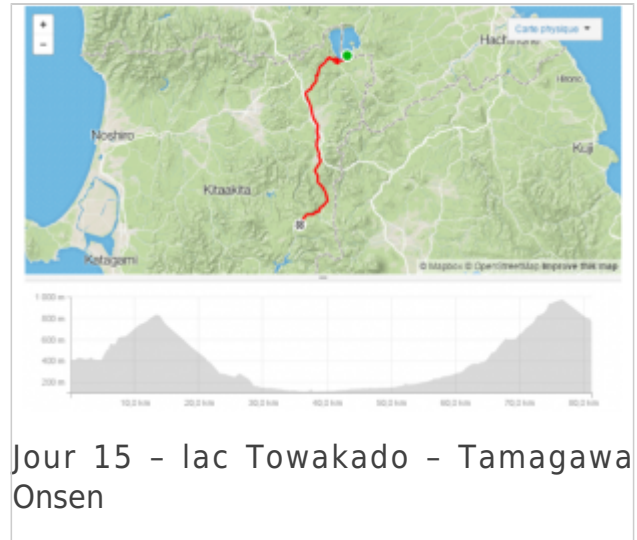 +
Carte physique
−
Hachinohe
Hirono
Noshiro
Kuji
Kitaakita
Katagami
© Mapbox © OpenStreetMap Improve this map
1 000 m
800 m
600 m
400 m
200 m
10,0 km 20,0 km 30,0 km 40,0 km 50,0 km 60,0 km 70,0 km 80,0 km
Jour 15 – lac Towakado – Tamagawa
Onsen